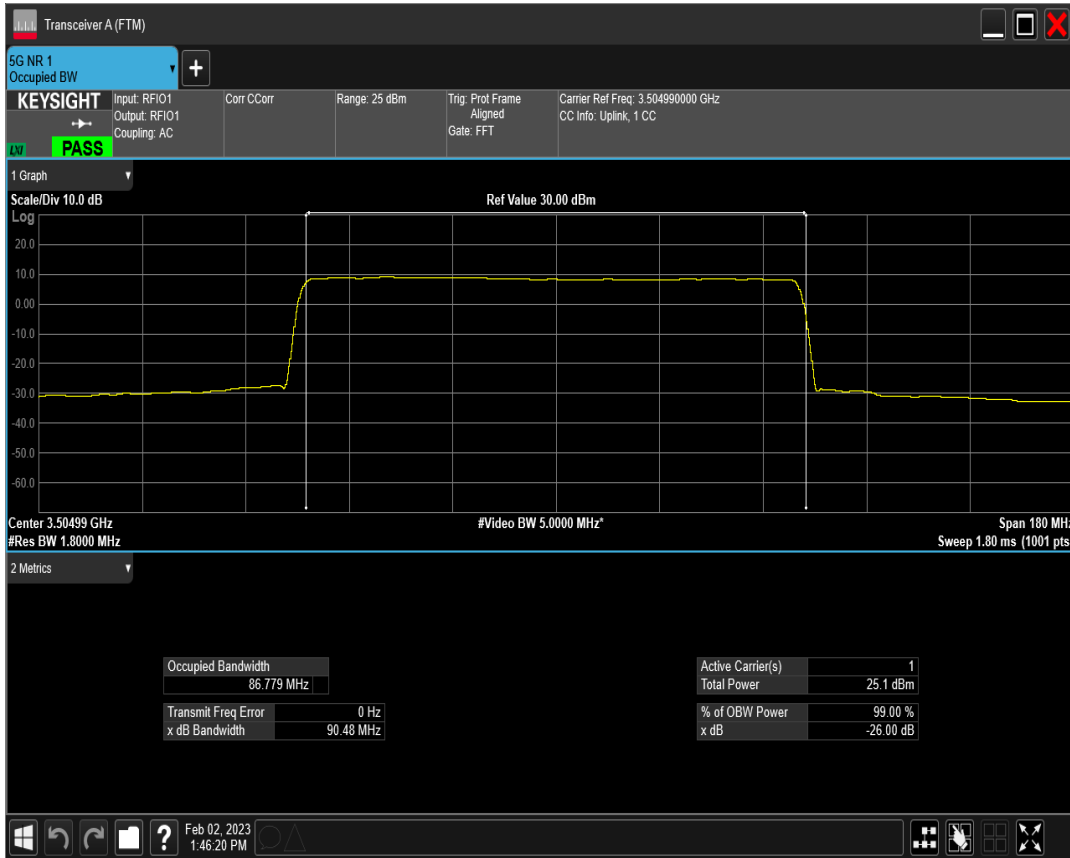 Transceiver A (FTM)
5G NR 1
Occupied BW
+
KEYSIGHT
LXI
PASS
Input: RFIO1
Output: RFIO1
Coupling: AC
Corr CCorr
Range: 25 dBm
Trig: Prot Frame
Aligned
Gate: FFT
Carrier Ref Freq: 3.504990000 GHz
CC Info: Uplink, 1 CC
1 Graph
Scale/Div 10.0 dB
Ref Value 30.00 dBm
Log
20.0
10.0
0.00
-10.0
-20.0
-30.0
-40.0
-50.0
-60.0
Center 3.50499 GHz
#Video BW 5.0000 MHz*
Span 180 MHz
#Res BW 1.8000 MHz
Sweep 1.80 ms (1001 pts
2 Metrics
Occupied Bandwidth
86.779 MHz
Transmit Freq Error 0 Hz
x dB Bandwidth 90.48 MHz
Active Carrier(s) 1
Total Power 25.1 dBm
% of OBW Power 99.00 %
x dB -26.00 dB
?
Feb 02, 2023
1:46:20 PM